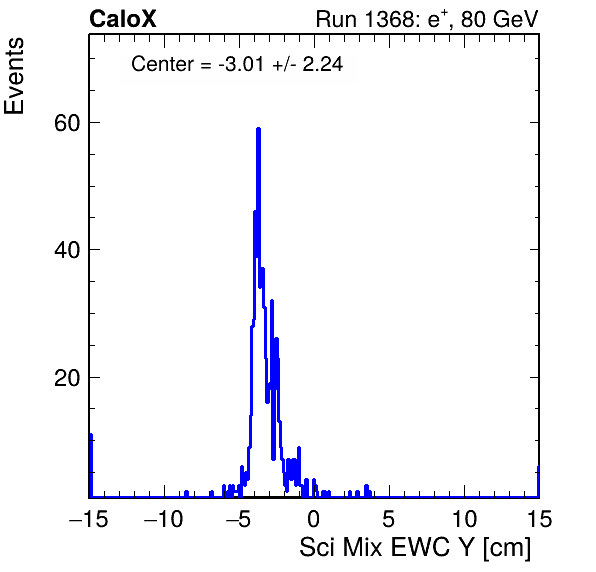 CaloX Run 1368: e⁺, 80 GeV
Center = -3.01 +/- 2.24
Events
60
40
20
−15 −10 −5 0 5 10 15
Sci Mix EWC Y [cm]